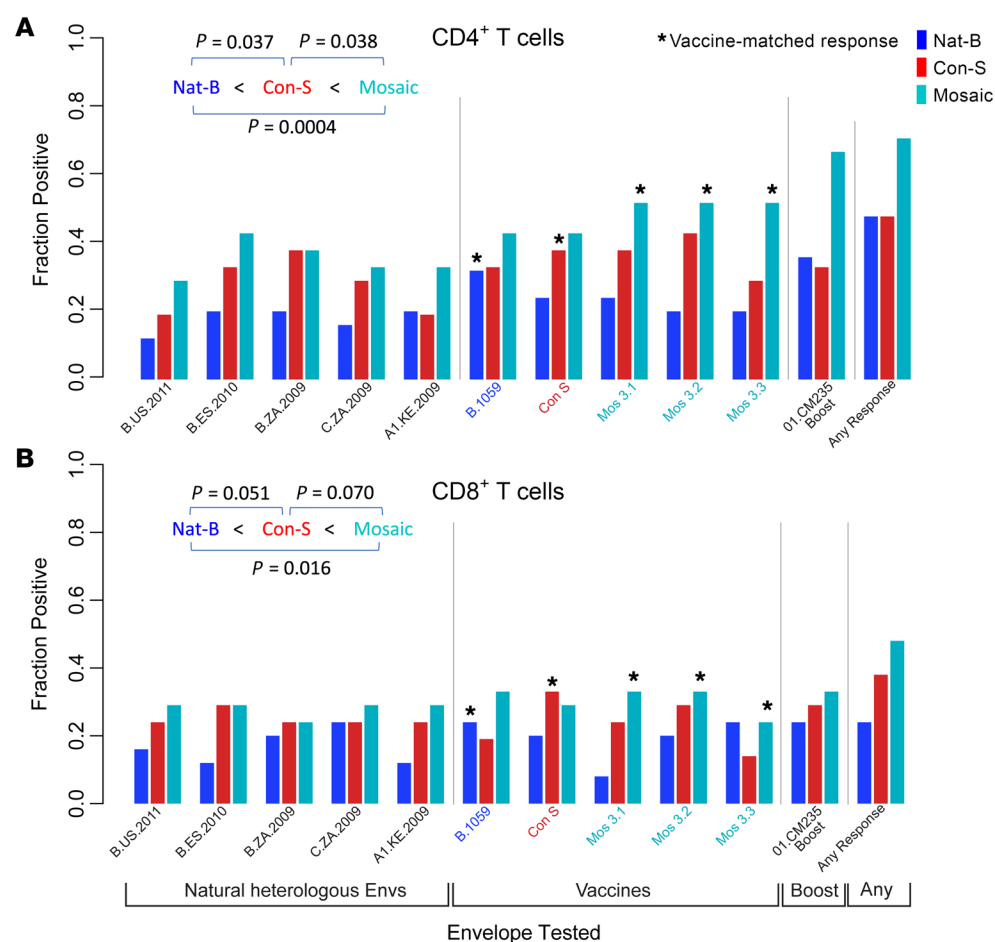 A
CD4+ T cells
* Vaccine-matched response
Nat-B
Con-S
Mosaic
P = 0.037 P = 0.038
Nat-B < Con-S < Mosaic
P = 0.0004
Fraction Positive
1.0
0.8
0.6
0.4
0.2
0.0
* * * * *
B.US.2011
B.ES.2010
B.ZA.2009
C.ZA.2009
A1.KE.2009
B.1059
Con S
Mos 3.1
Mos 3.2
Mos 3.3
01.CM235
Boost
Any Response
B
CD8+ T cells
P = 0.051 P = 0.070
Nat-B < Con-S < Mosaic
P = 0.016
Fraction Positive
1.0
0.8
0.6
0.4
0.2
0.0
* * * * *
B.US.2011
B.ES.2010
B.ZA.2009
C.ZA.2009
A1.KE.2009
B.1059
Con S
Mos 3.1
Mos 3.2
Mos 3.3
01.CM235
Boost
Any Response
Natural heterologous Envs Vaccines Boost Any
Envelope Tested